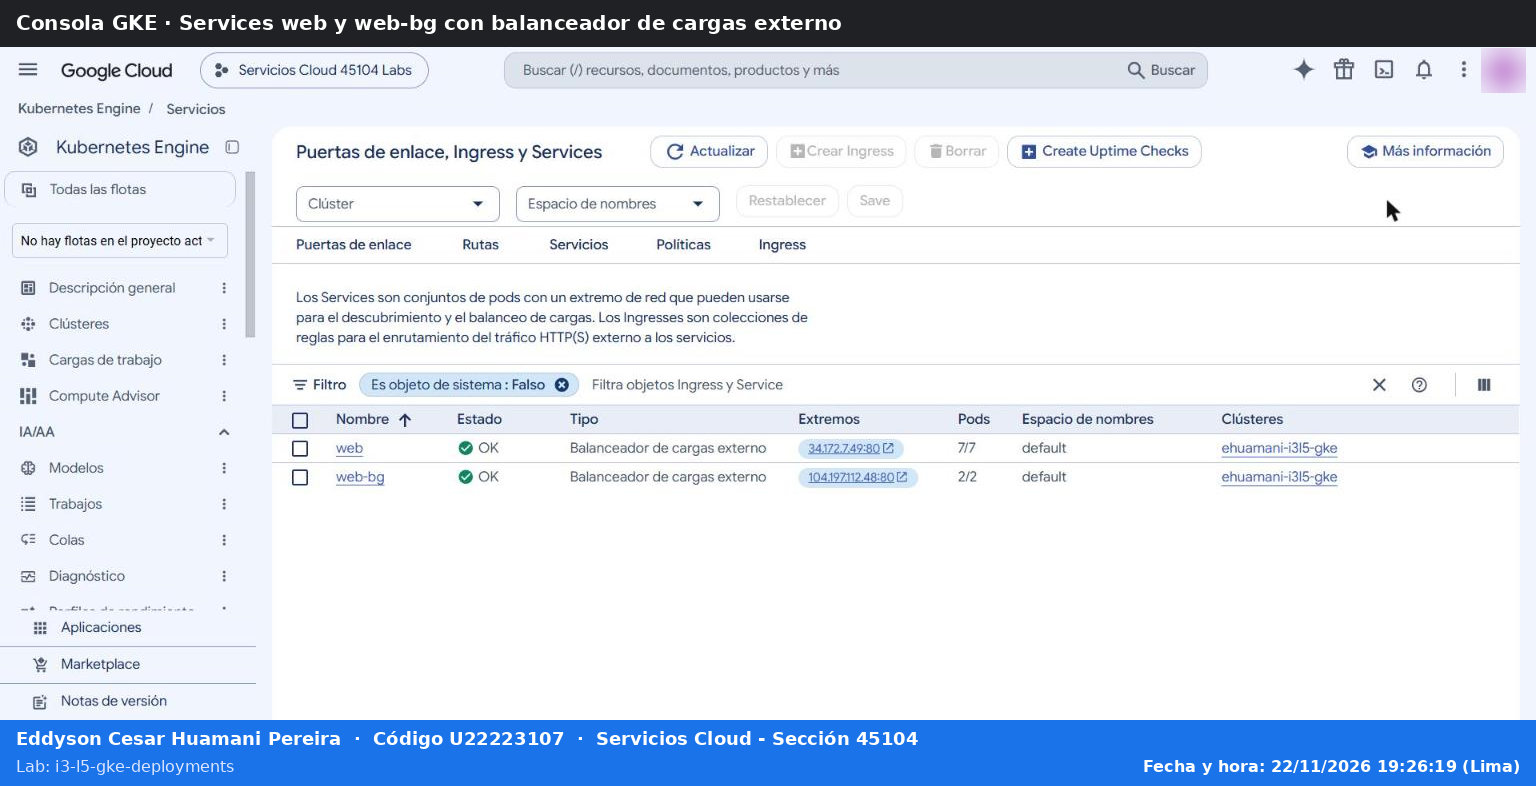 Consola GKE · Services web y web-bg con balanceador de cargas externo
Google Cloud
Servicios Cloud 45104 Labs
Buscar (/) recursos, documentos, productos y más
Buscar
Kubernetes Engine / Servicios
Kubernetes Engine
Todas las flotas
No hay flotas en el proyecto act
Descripción general
Clústeres
Cargas de trabajo
Compute Advisor
IA/AA
Modelos
Trabajos
Colas
Diagnóstico
Perfiles de rendimiento
Aplicaciones
Marketplace
Notas de versión
Puertas de enlace, Ingress y Services
Actualizar
Crear Ingress
Borrar
Create Uptime Checks
Más información
Clúster
Espacio de nombres
Restablecer
Save
Puertas de enlace Rutas Servicios Políticas Ingress
Los Services son conjuntos de pods con un extremo de red que pueden usarse
para el descubrimiento y el balanceo de cargas. Los Ingresses son colecciones de
reglas para el enrutamiento del tráfico HTTP(S) externo a los servicios.
Filtro Es objeto de sistema : Falso Filtra objetos Ingress y Service
Nombre Estado Tipo Extremos Pods Espacio de nombres Clústeres
web OK Balanceador de cargas externo 34.172.7.49:80 7/7 default ehuamani-i3l5-gke
web-bg OK Balanceador de cargas externo 104.197.112.48:80 2/2 default ehuamani-i3l5-gke
Eddyson Cesar Huamani Pereira · Código U22223107 · Servicios Cloud - Sección 45104
Lab: i3-l5-gke-deployments
Fecha y hora: 22/11/2026 19:26:19 (Lima)